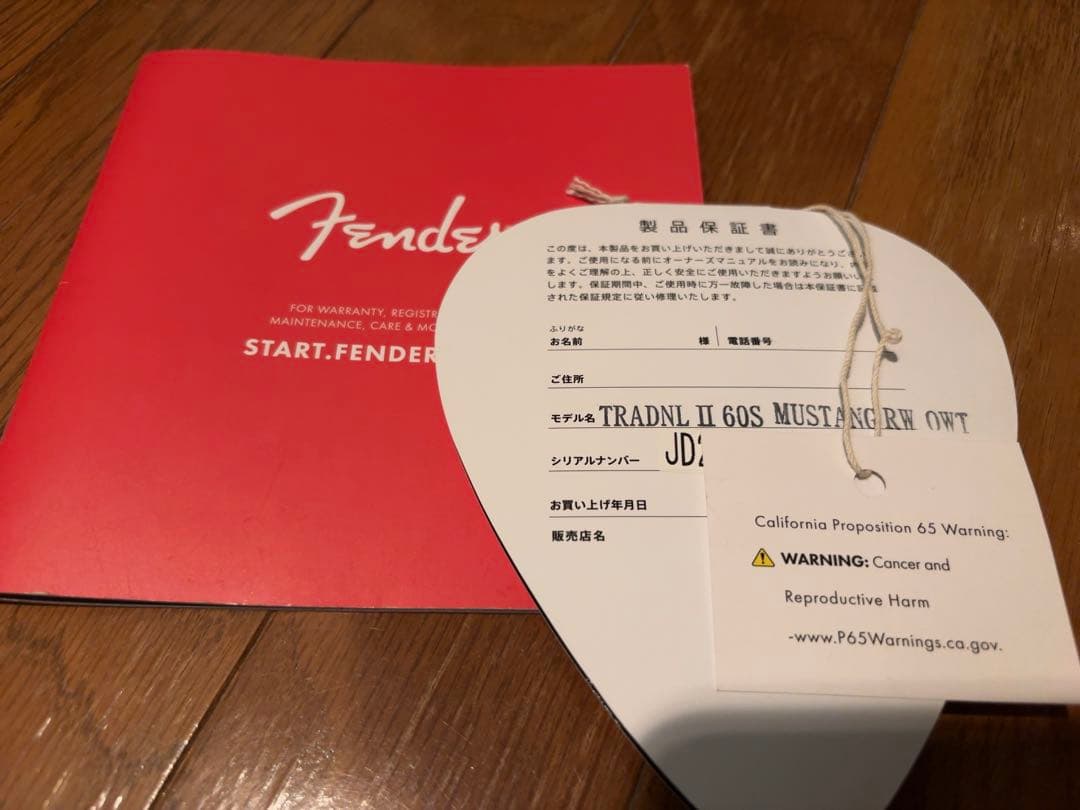 Fender
FOR WARRANTY,
MAINTENANCE, CARE &
START.FENDER
製品保証書
この度は、本製品をお買い上げいただきまして誠にありがとうござ
ます。ご使用になる前にオーナーズマニュアルをお読みになり、
をよくご理解の上、正しく安全にご使用いただきますようお願い
します。保証期間中、ご使用時に万一故障した場合は本保証書に記
された保証規定に従い修理いたします。
ふりがな
お名前 様 電話番号
ご住所
モデル名 TRADNL II 60S MUSTANG RW OWT
シリアルナンバー JD
お買い上げ年月日
販売店名
California Proposition 65 Warning:
WARNING: Cancer and
Reproductive Harm
-www.P65Warnings.ca.gov.